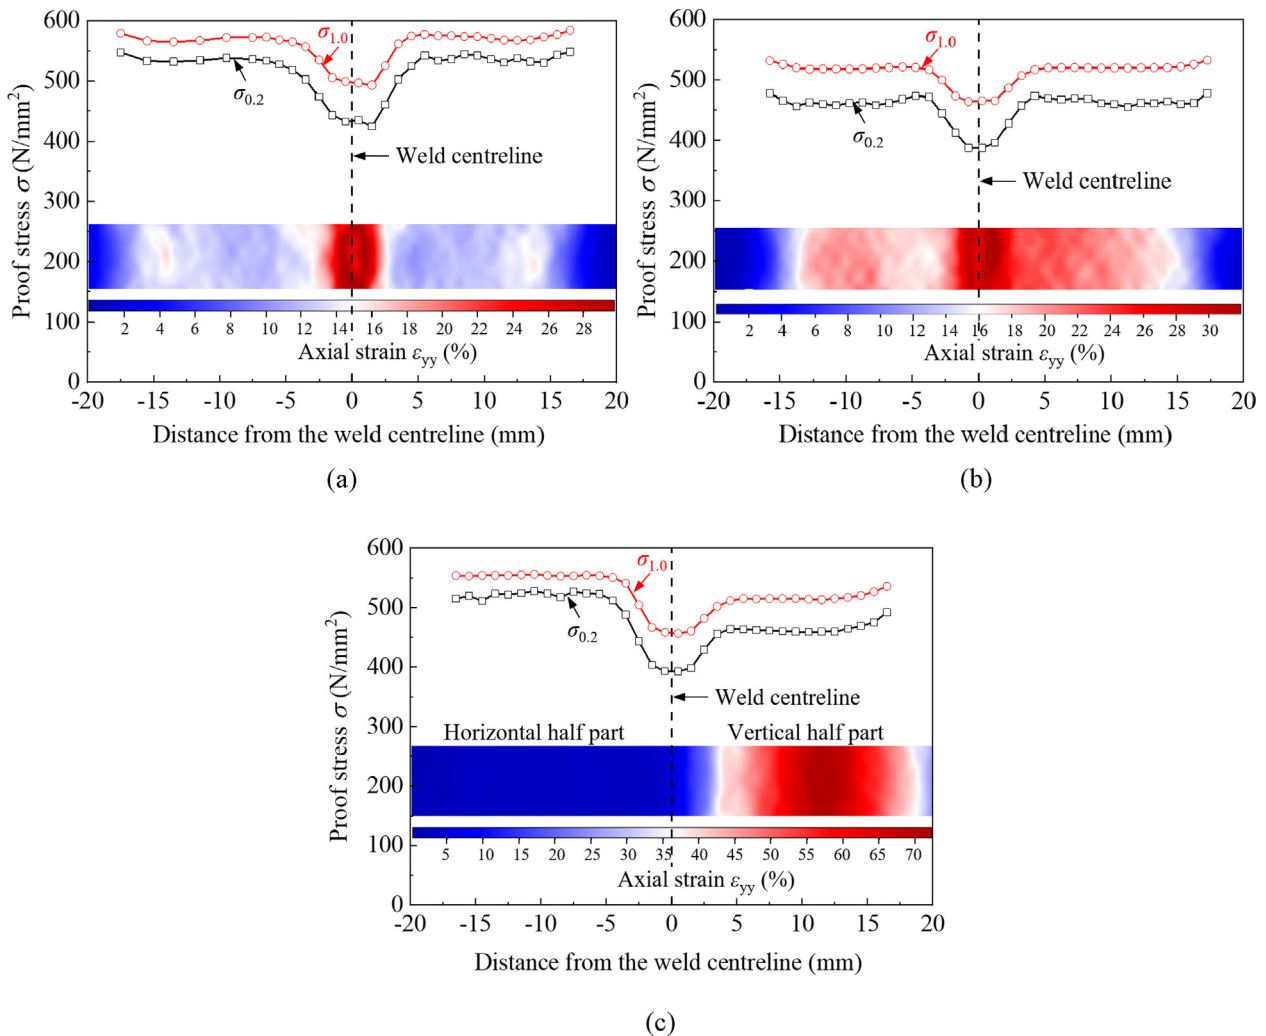 600
500
400
300
200
100
0
Proof stress σ (N/mm²)
σ1.0
σ0.2
Weld centreline
2 4 6 8 10 12 14 16 18 20 22 24 26 28
Axial strain εyy (%)
-20 -15 -10 -5 0 5 10 15 20
Distance from the weld centreline (mm)
(a)
600
500
400
300
200
100
0
Proof stress σ (N/mm²)
σ1.0
σ0.2
Weld centreline
2 4 6 8 10 12 14 16 18 20 22 24 26 28 30
Axial strain εyy (%)
-20 -15 -10 -5 0 5 10 15 20
Distance from the weld centreline (mm)
(b)
600
500
400
300
200
100
0
Proof stress σ (N/mm²)
σ1.0
σ0.2
Weld centreline
Horizontal half part Vertical half part
5 10 15 20 25 30 35 40 45 50 55 60 65 70
Axial strain εyy (%)
-20 -15 -10 -5 0 5 10 15 20
Distance from the weld centreline (mm)
(c)